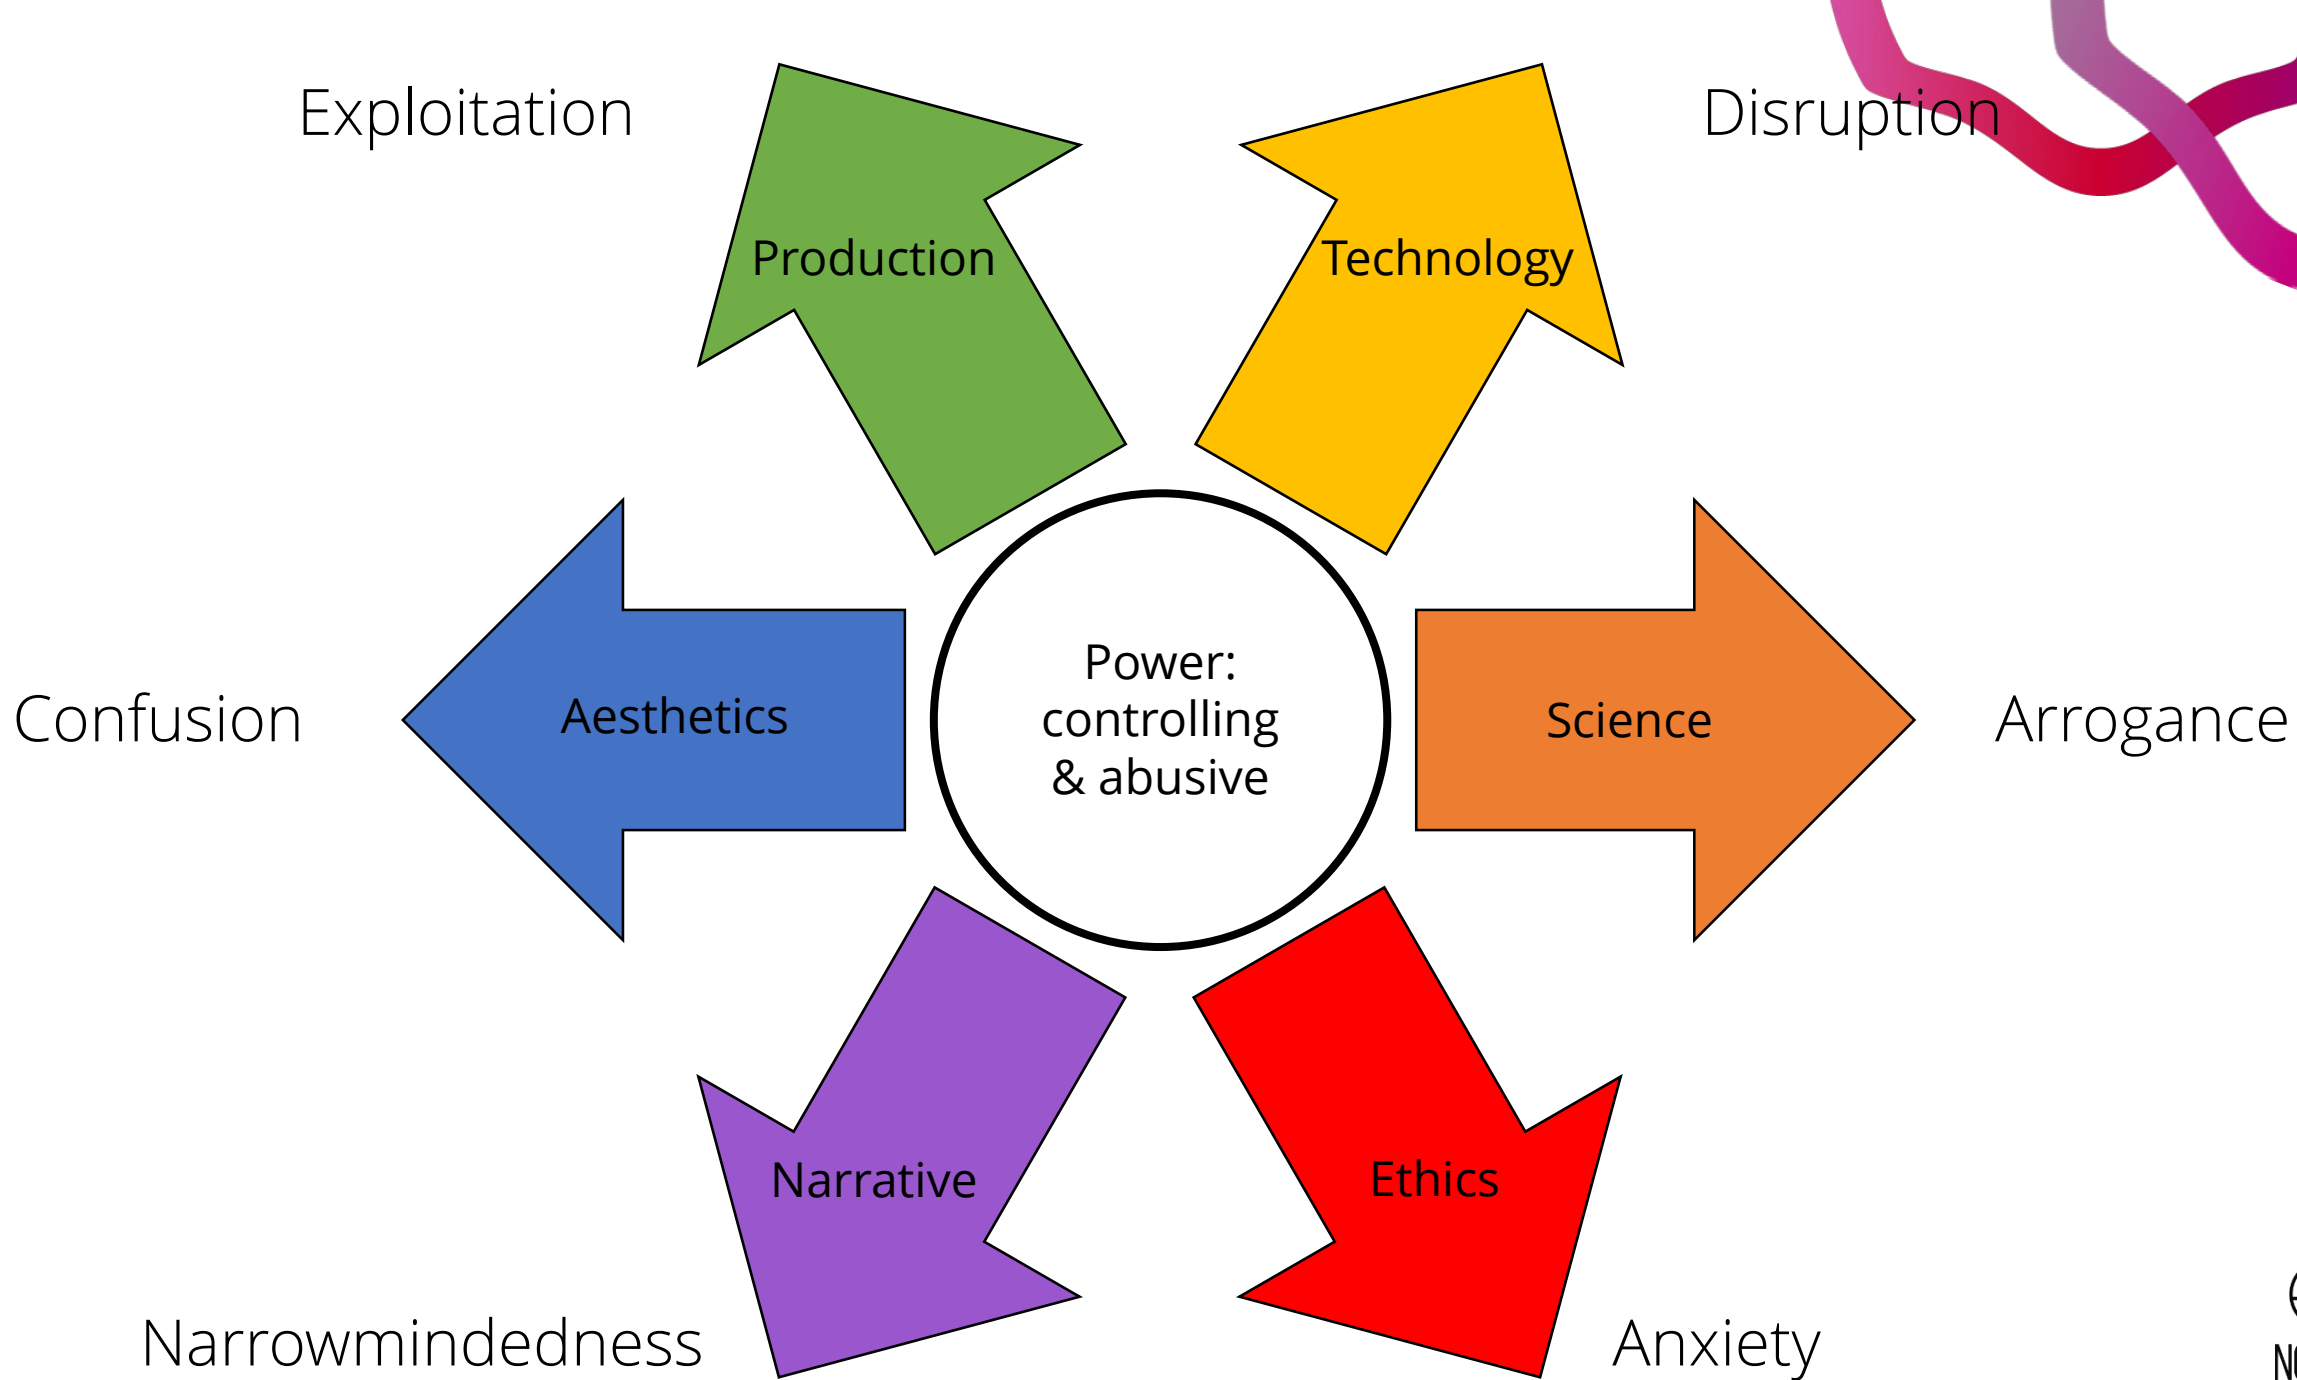 Exploitation
Disruption
Production
Technology
Power:
controlling
& abusive
Confusion
Aesthetics
Science
Arrogance
Narrative
Ethics
Narrowmindedness
Anxiety